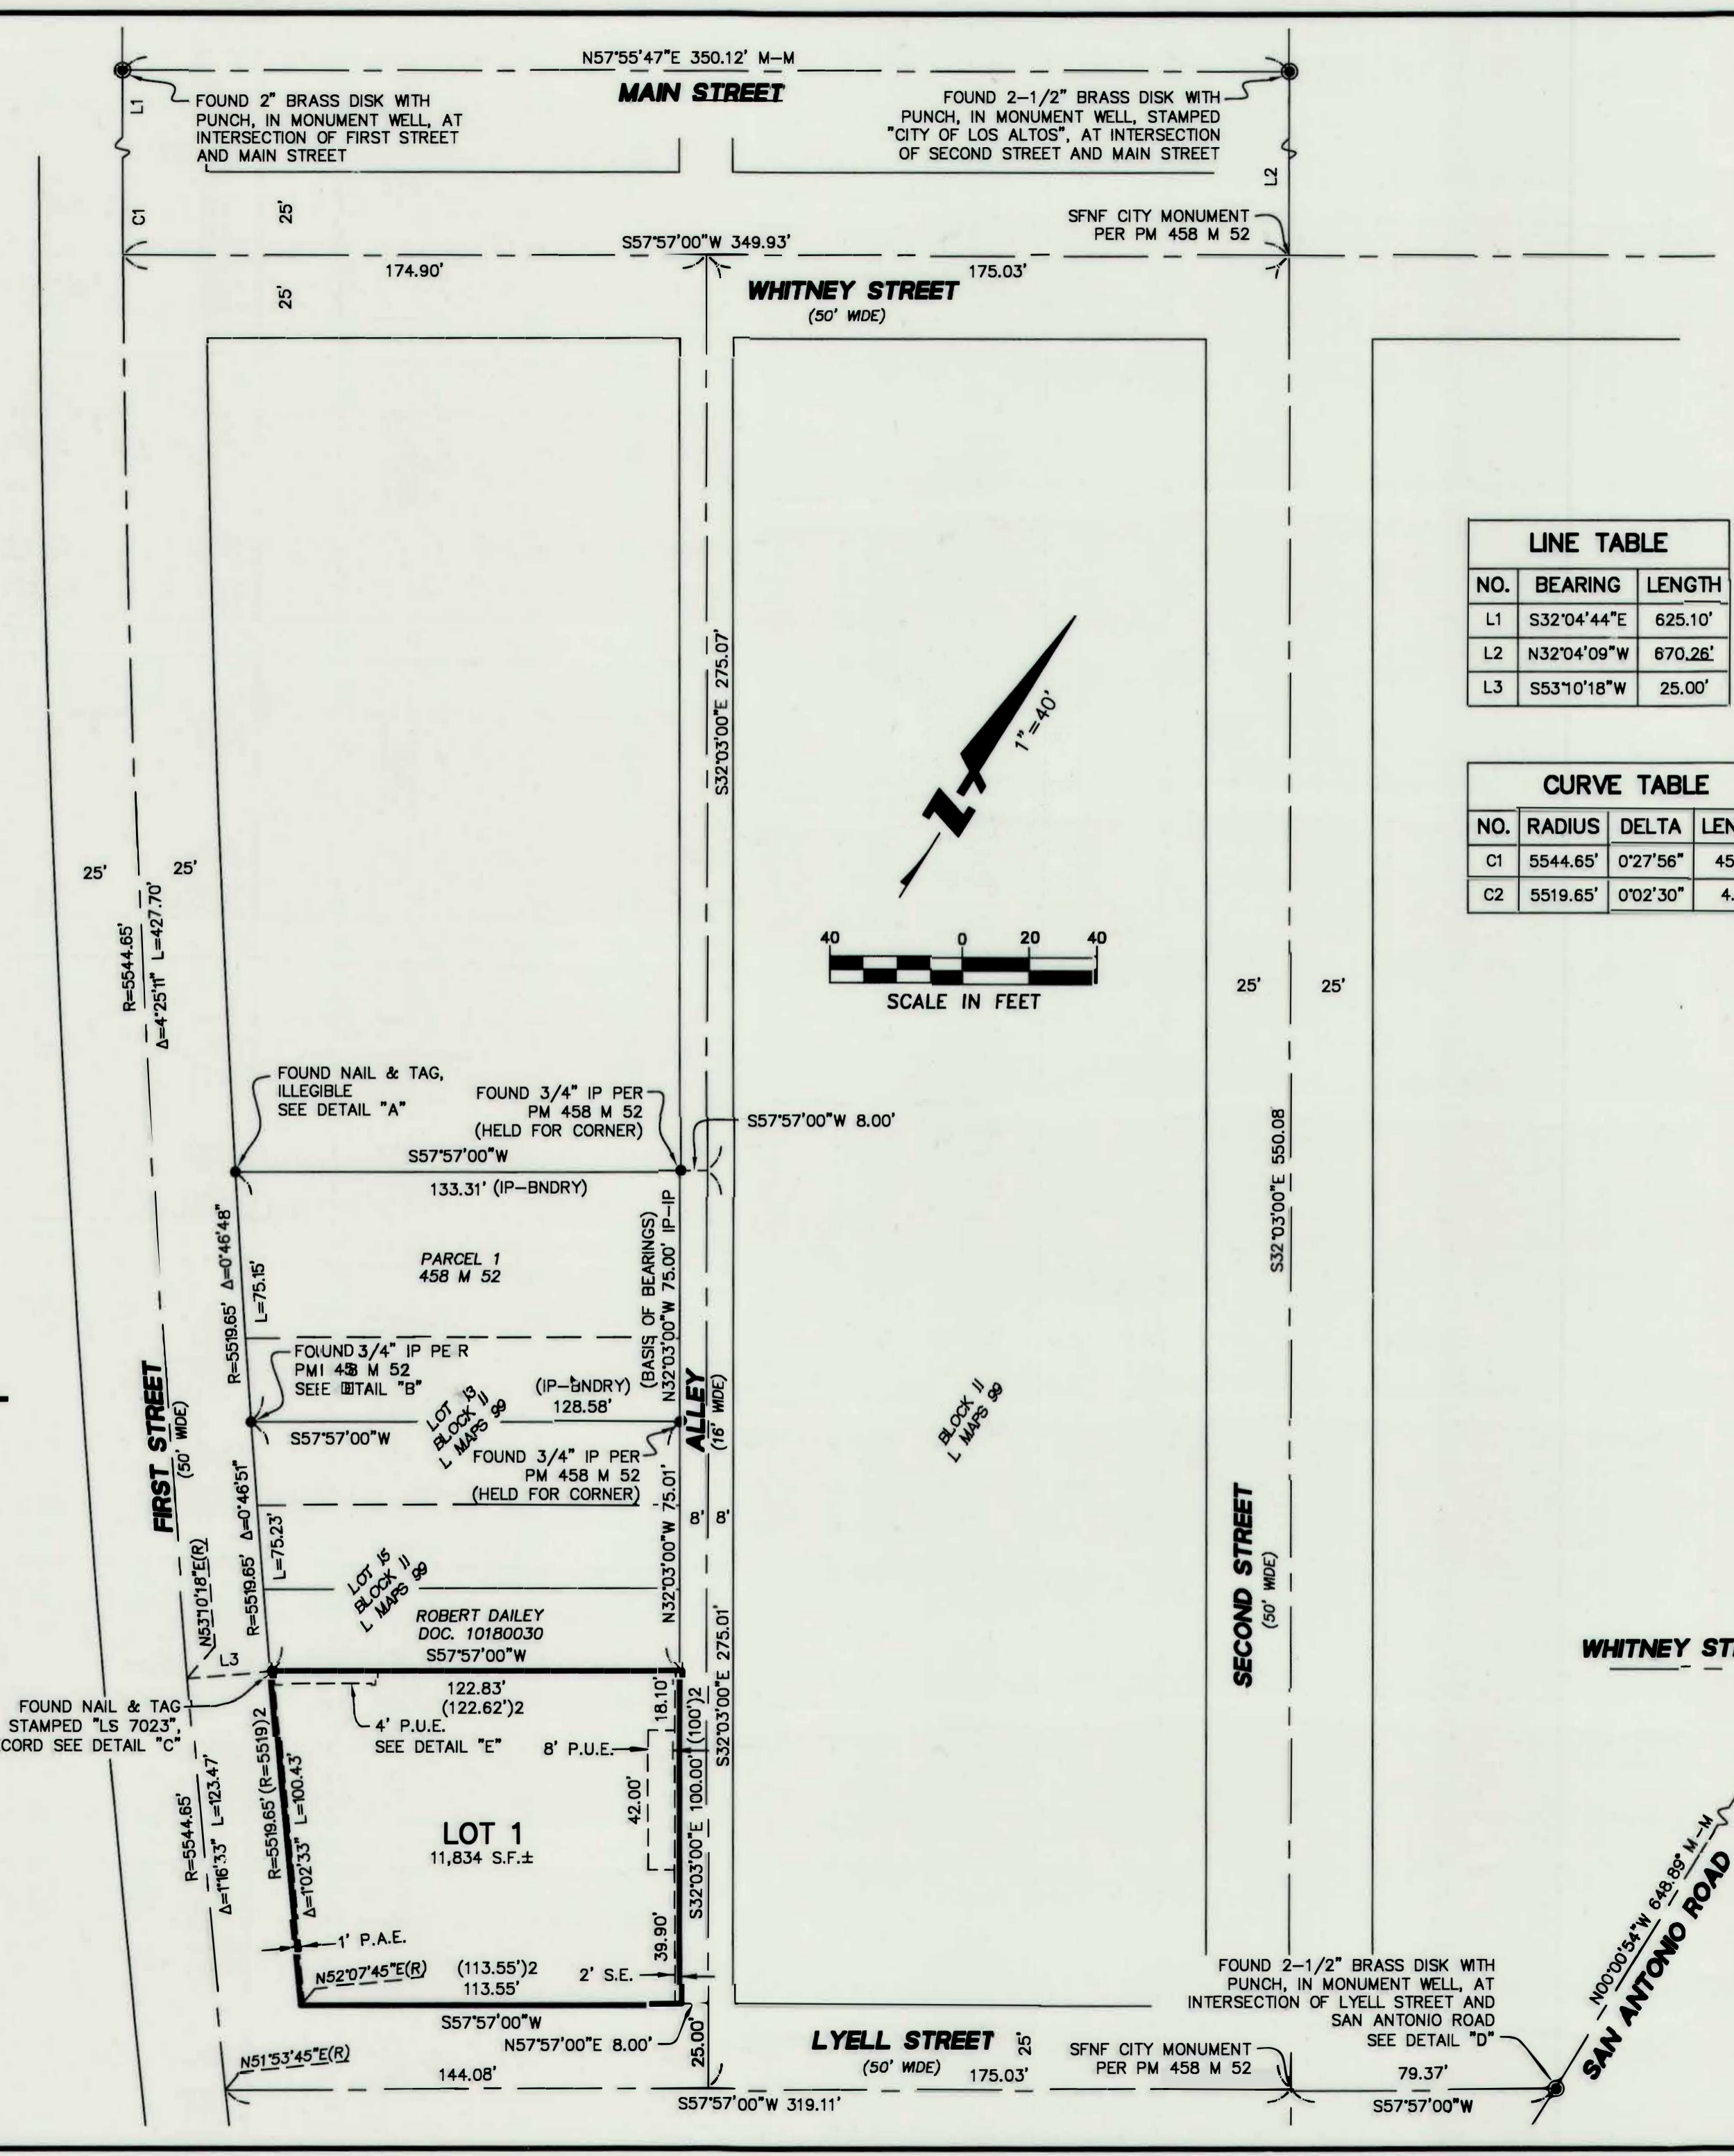 N57°55'47"E 350.12' M-M
MAIN STREET
L1
FOUND 2" BRASS DISK WITH
PUNCH, IN MONUMENT WELL, AT
INTERSECTION OF FIRST STREET
AND MAIN STREET
FOUND 2-1/2" BRASS DISK WITH
PUNCH, IN MONUMENT WELL, STAMPED
"CITY OF LOS ALTOS", AT INTERSECTION
OF SECOND STREET AND MAIN STREET
L2
C1
25'
SFNF CITY MONUMENT
PER PM 458 M 52
S57°57'00"W 349.93'
174.90'
175.03'
25'
WHITNEY STREET
(50' WIDE)
LINE TABLE
NO. BEARING LENGTH
L1 S32°04'44"E 625.10'
L2 N32°04'09"W 670.26'
L3 S53°10'18"W 25.00'
S32°03'00"E 275.07'
1"=40'
Z
CURVE TABLE
NO. RADIUS DELTA LEN
C1 5544.65' 0°27'56" 45
C2 5519.65' 0°02'30" 4.
25'
25'
R=5544.65'
Δ=4°25'11" L=427.70'
40 0 20 40
SCALE IN FEET
25'
25'
FOUND NAIL & TAG,
ILLEGIBLE
SEE DETAIL "A"
FOUND 3/4" IP PER
PM 458 M 52
(HELD FOR CORNER)
S57°57'00"W 8.00'
S57°57'00"W
133.31' (IP-BNDRY)
S32°03'00"E 550.08
R=5519.65' Δ=0°46'48"
L=75.15'
PARCEL 1
458 M 52
(BASIS OF BEARINGS)
N32°03'00"W 75.00' IP-IP
FOUND 3/4" IP PER
PM 458 M 52
SEE DETAIL "B"
(IP-BNDRY)
128.58'
S57°57'00"W
LOT 13
BLOCK 11
L MAPS 99
FOUND 3/4" IP PER
PM 458 M 52
(HELD FOR CORNER)
ALLEY
(16' WIDE)
BLOCK 11
L MAPS 99
FIRST STREET
(50' WIDE)
R=5519.65' Δ=0°46'51"
L=75.23'
N32°03'00"W 75.01'
8'
8'
SECOND STREET
(50' WIDE)
N53°10'18"E(R)
LOT 15
BLOCK 11
L MAPS 99
ROBERT DAILEY
DOC. 10180030
S57°57'00"W
S32°03'00"E 275.01'
WHITNEY ST
L3
FOUND NAIL & TAG
STAMPED "LS 7023",
CORD SEE DETAIL "C"
122.83'
(122.62')2
4' P.U.E.
SEE DETAIL "E"
18.10'
8' P.U.E.
42.00'
S32°03'00"E 100.00' (100')2
R=5519.65' (R=5519)2
Δ=1°02'33" L=100.43'
R=5544.65'
Δ=1°16'33" L=123.47'
LOT 1
11,834 S.F.±
1' P.A.E.
39.90'
2' S.E.
N52°07'45"E(R)
(113.55')2
113.55'
S57°57'00"W
N57°57'00"E 8.00'
25.00'
N00°00'54"W 648.89' M-M
SAN ANTONIO ROAD
FOUND 2-1/2" BRASS DISK WITH
PUNCH, IN MONUMENT WELL, AT
INTERSECTION OF LYELL STREET AND
SAN ANTONIO ROAD
SEE DETAIL "D"
LYELL STREET
(50' WIDE)
25'
SFNF CITY MONUMENT
PER PM 458 M 52
N51°53'45"E(R)
144.08'
175.03'
79.37'
S57°57'00"W 319.11'
S57°57'00"W